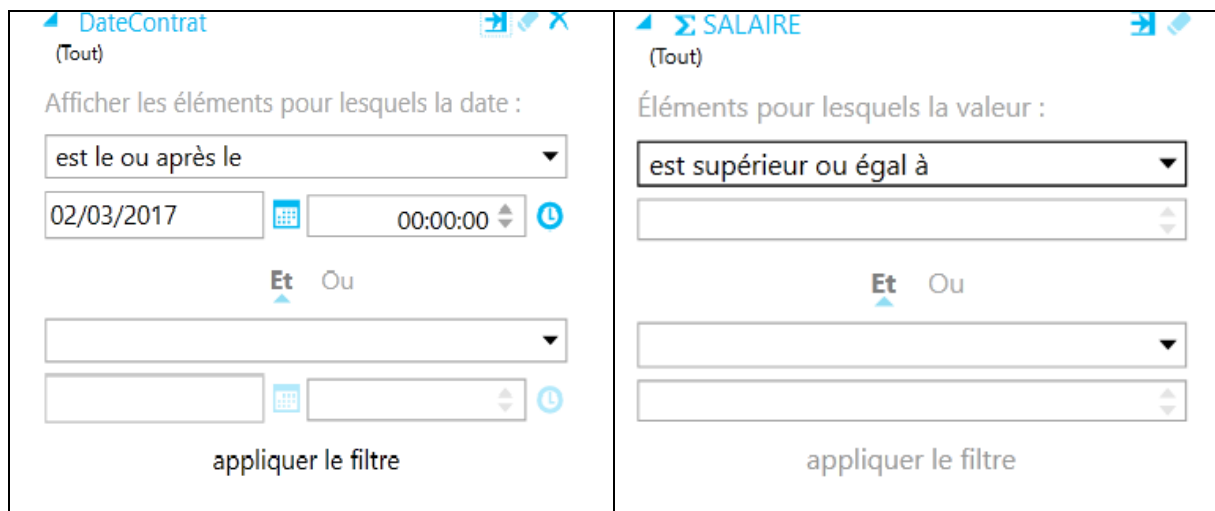 DateContrat
(Tout)
Afficher les éléments pour lesquels la date :
est le ou après le
02/03/2017 00:00:00
Et Ou
appliquer le filtre
Σ SALAIRE
(Tout)
Éléments pour lesquels la valeur :
est supérieur ou égal à
Et Ou
appliquer le filtre